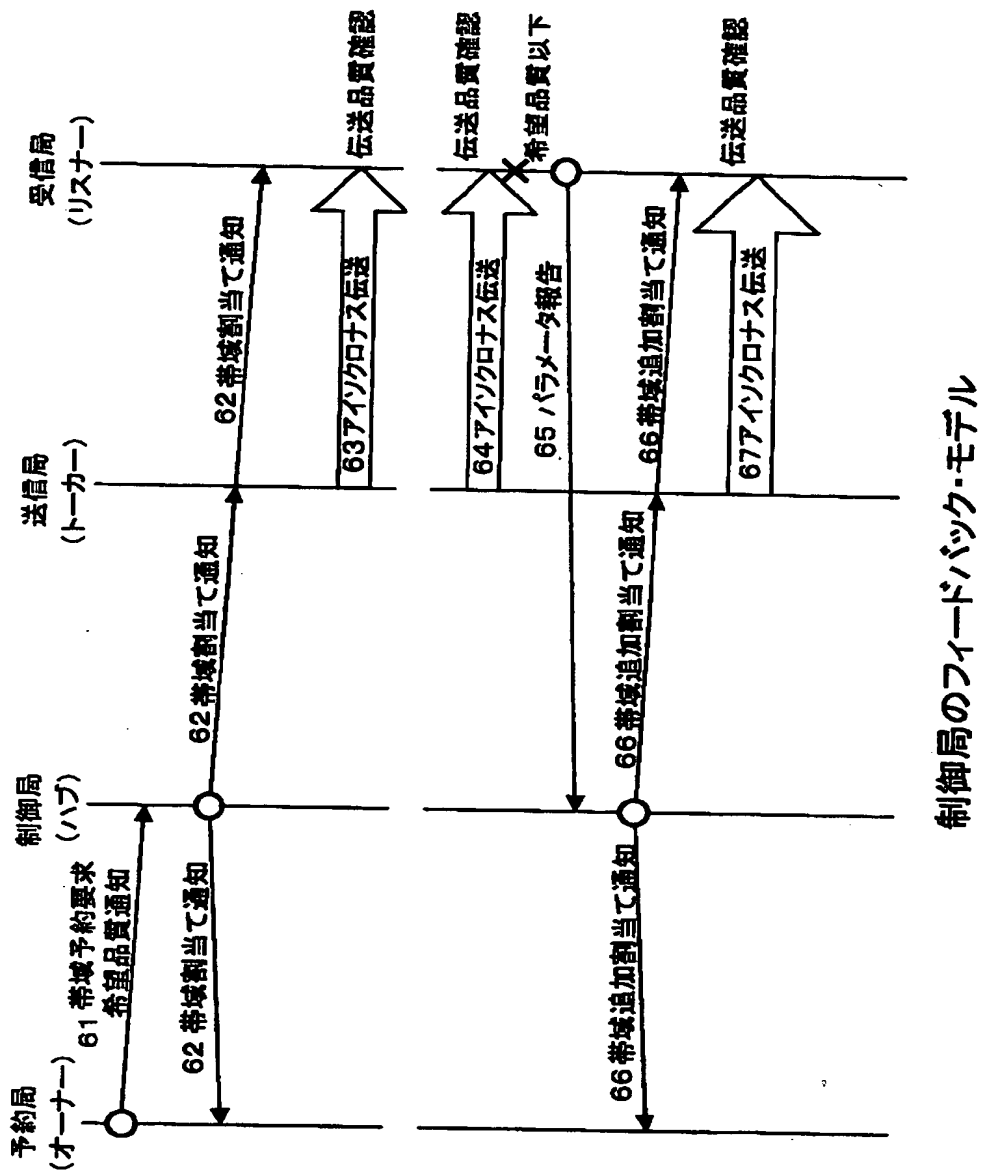 予約局
(オーナー)
制御局
(ハブ)
送信局
(トーカー)
受信局
(リスナー)
61 帯域予約要求
希望品質通知
62 帯域割当て通知
62 帯域割当て通知
62 帯域割当て通知
63アイソクロナス伝送
伝送品質確認
64アイソクロナス伝送
伝送品質確認
希望品質以下
65 パラメータ報告
66帯域追加割当て通知
66帯域追加割当て通知
66帯域追加割当て通知
67アイソクロナス伝送
伝送品質確認
制御局のフィードバック・モデル